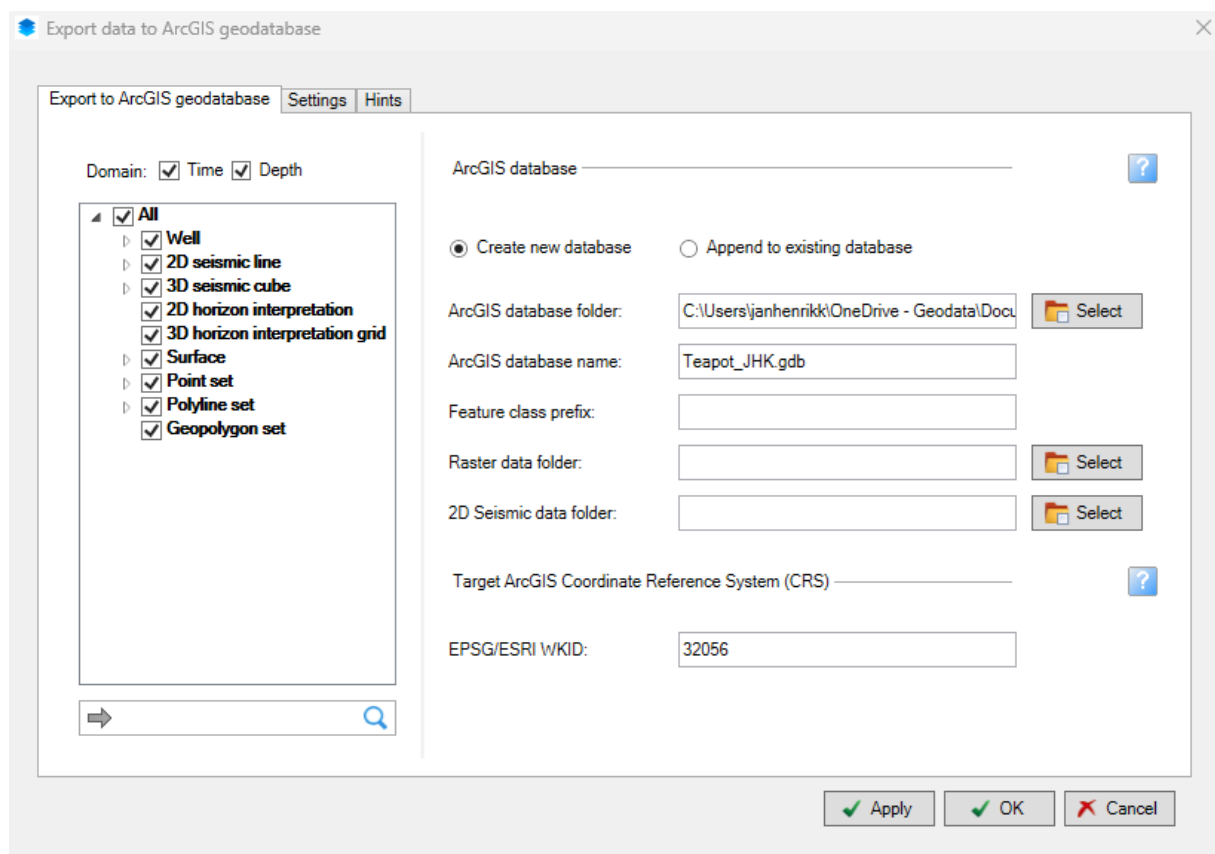 Export data to ArcGIS geodatabase
Export to ArcGIS geodatabase Settings Hints
Domain: Time Depth
All
Well
2D seismic line
3D seismic cube
2D horizon interpretation
3D horizon interpretation grid
Surface
Point set
Polyline set
Geopolygon set
ArcGIS database
?
Create new database Append to existing database
ArcGIS database folder: C:\Users\janhenrikk\OneDrive - Geodata\Docu Select
ArcGIS database name: Teapot_JHK.gdb
Feature class prefix:
Raster data folder: Select
2D Seismic data folder: Select
Target ArcGIS Coordinate Reference System (CRS)
?
EPSG/ESRI WKID: 32056
Apply OK Cancel